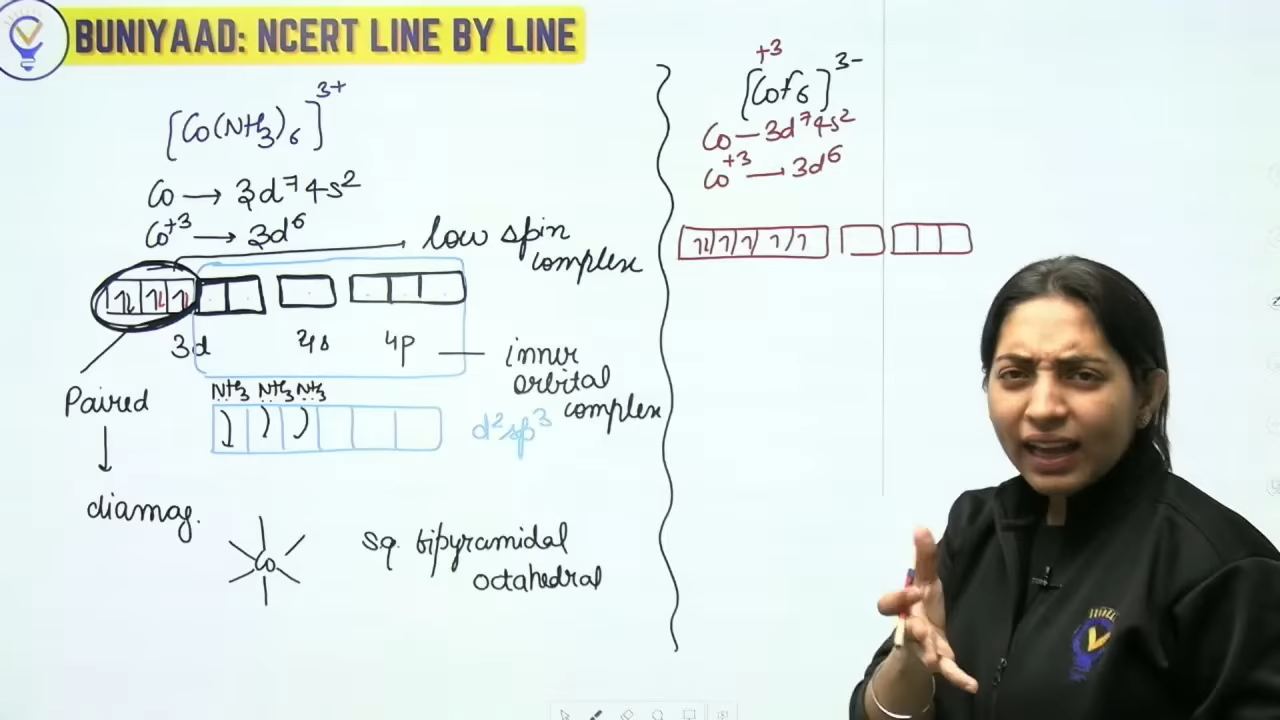 BUNIYAAD: NCERT LINE BY LINE
[Co(NH3)6]3+
Co → 3d7 4s2
Co+3 → 3d6
low spin
complex
3d 4s 4p
inner
orbital
complex
Paired
diamag.
NH3 NH3 NH3
d2sp3
Co
sq. bipyramidal
octahedral
+3
[CoF6]3-
Co – 3d7 4s2
Co+3 → 3d6